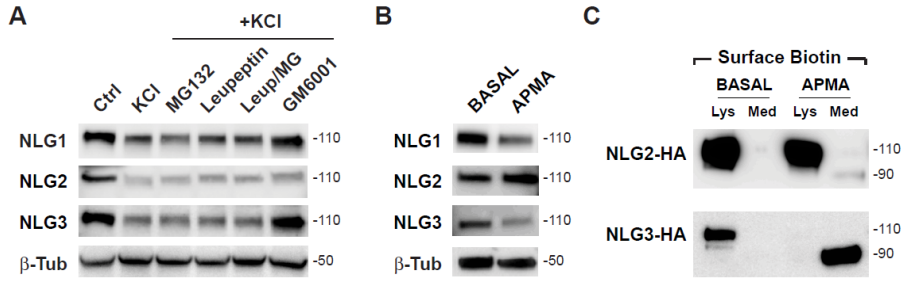 A
+KCl
Ctrl
KCl
MG132
Leupeptin
Leup/MG
GM6001
NLG1
-110
NLG2
-110
NLG3
-110
β-Tub
-50
B
BASAL
APMA
NLG1
-110
NLG2
-110
NLG3
-110
β-Tub
-50
C
Surface Biotin
BASAL APMA
Lys Med Lys Med
NLG2-HA
-110
-90
NLG3-HA
-110
-90